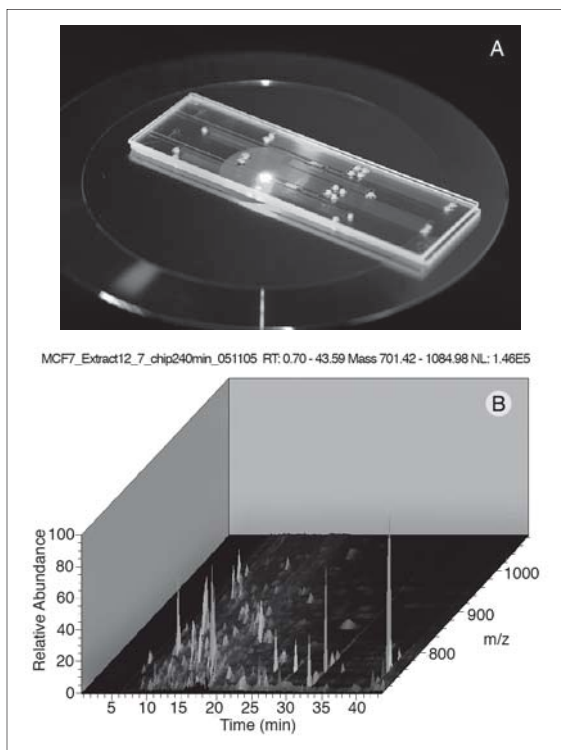 A
MCF7_Extract12_7_chip240min_051105 RT: 0.70 - 43.59 Mass 701.42 - 1084.98 NL: 1.46E5
B
Relative Abundance
100
80
60
40
20
0
1000
900
800
m/z
5 10 15 20 25 30 35 40
Time (min)